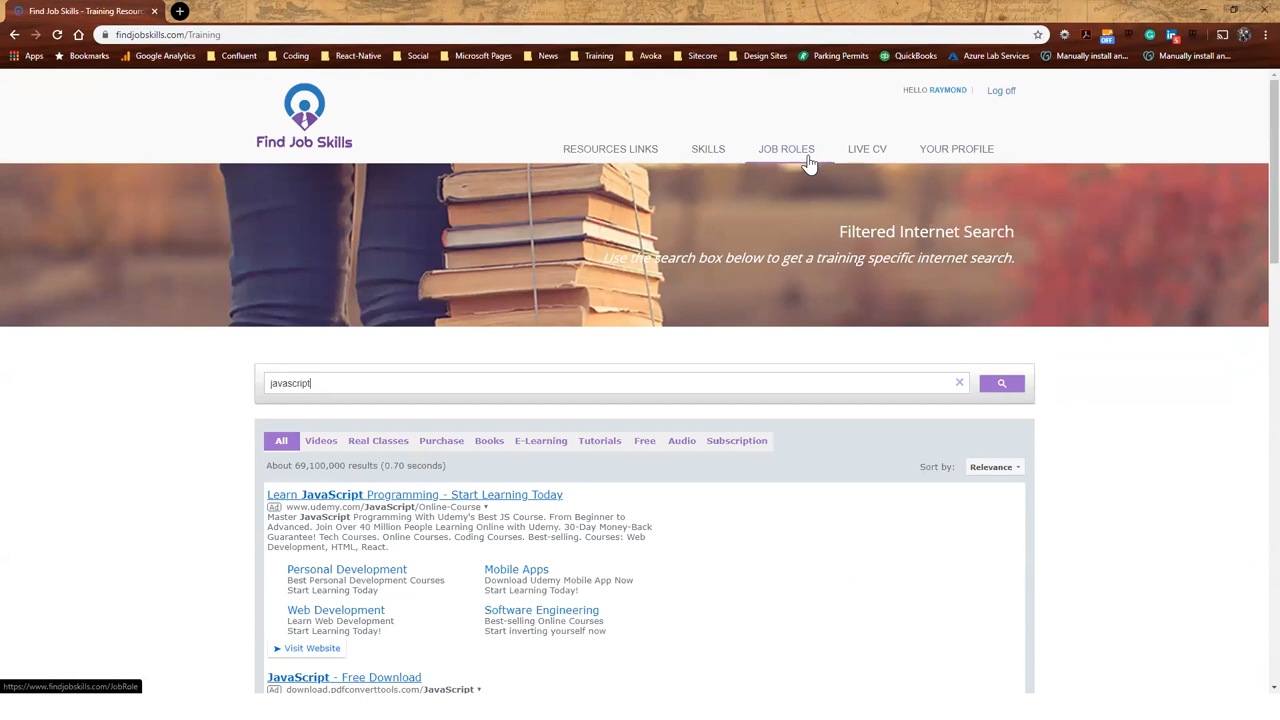 Find Job Skills - Training Resourc
findjobskills.com/Training
Apps Bookmarks Google Analytics Confluent Coding React-Native Social Microsoft Pages News Training Avoka Sitecore Design Sites Parking Permits QuickBooks Azure Lab Services Manually install an... Manually install an...
HELLO RAYMOND | Log off
Find Job Skills
RESOURCES LINKS SKILLS JOB ROLES LIVE CV YOUR PROFILE
Filtered Internet Search
Use the search box below to get a training specific internet search.
javascript
All Videos Real Classes Purchase Books E-Learning Tutorials Free Audio Subscription
About 69,100,000 results (0.70 seconds)
Sort by: Relevance
Learn JavaScript Programming - Start Learning Today
Ad www.udemy.com/JavaScript/Online-Course
Master JavaScript Programming With Udemy's Best JS Course. From Beginner to
Advanced. Join Over 40 Million People Learning Online with Udemy. 30-Day Money-Back
Guarantee! Tech Courses. Online Courses. Coding Courses. Best-selling. Courses: Web
Development, HTML, React.
Personal Development Mobile Apps
Best Personal Development Courses Download Udemy Mobile App Now
Start Learning Today Start Learning Today!
Web Development Software Engineering
Learn Web Development Best-selling Online Courses
Start Learning Today! Start inverting yourself now
Visit Website
JavaScript - Free Download
Ad download.pdfconverttools.com/JavaScript
https://www.findjobskills.com/JobRole